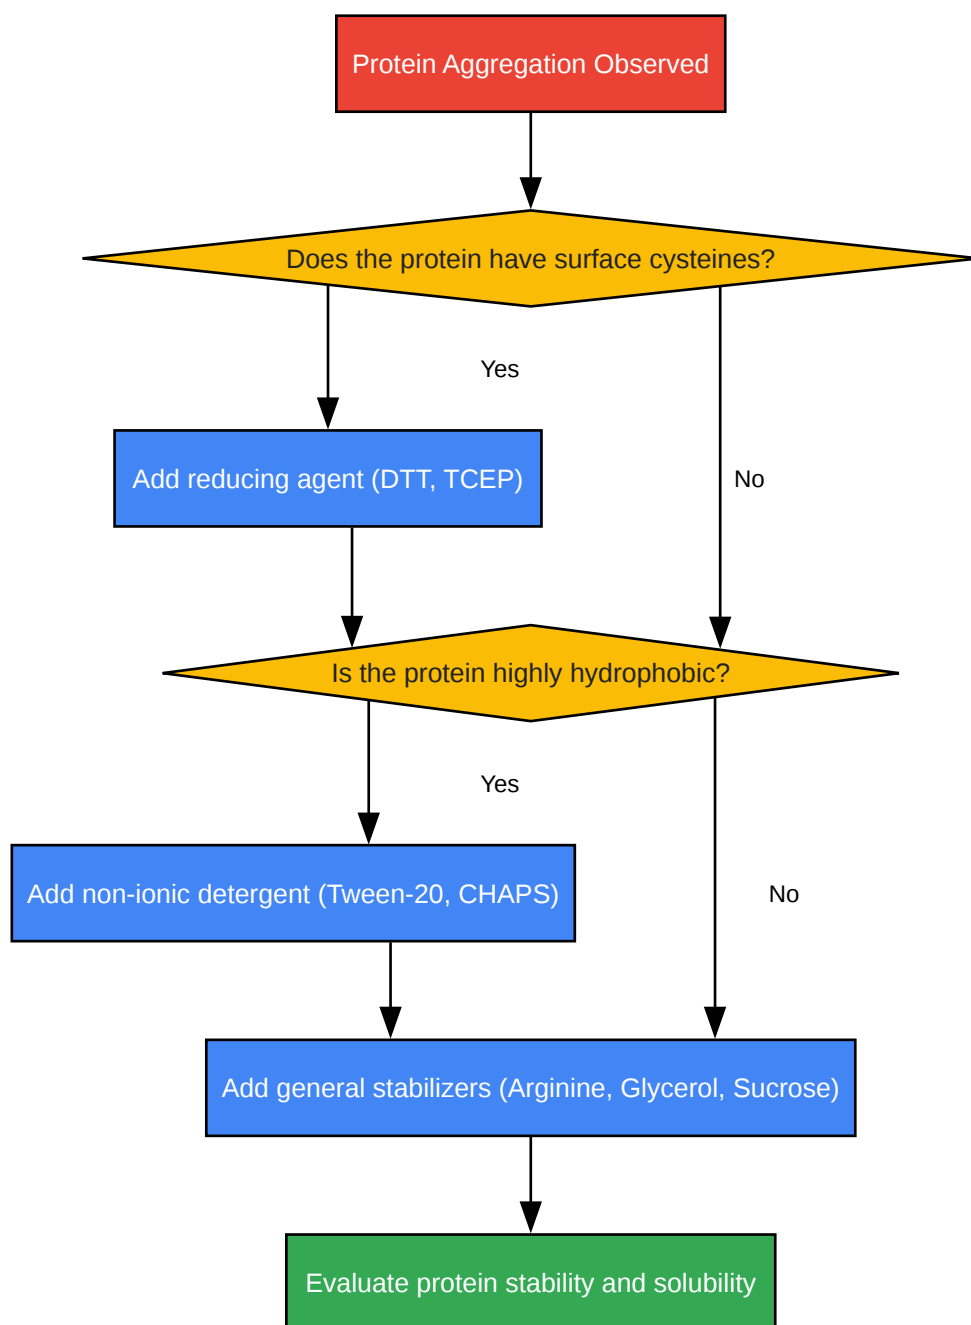 Protein Aggregation Observed
Does the protein have surface cysteines?
Yes
Add reducing agent (DTT, TCEP)
No
Is the protein highly hydrophobic?
Yes
Add non-ionic detergent (Tween-20, CHAPS)
No
Add general stabilizers (Arginine, Glycerol, Sucrose)
Evaluate protein stability and solubility